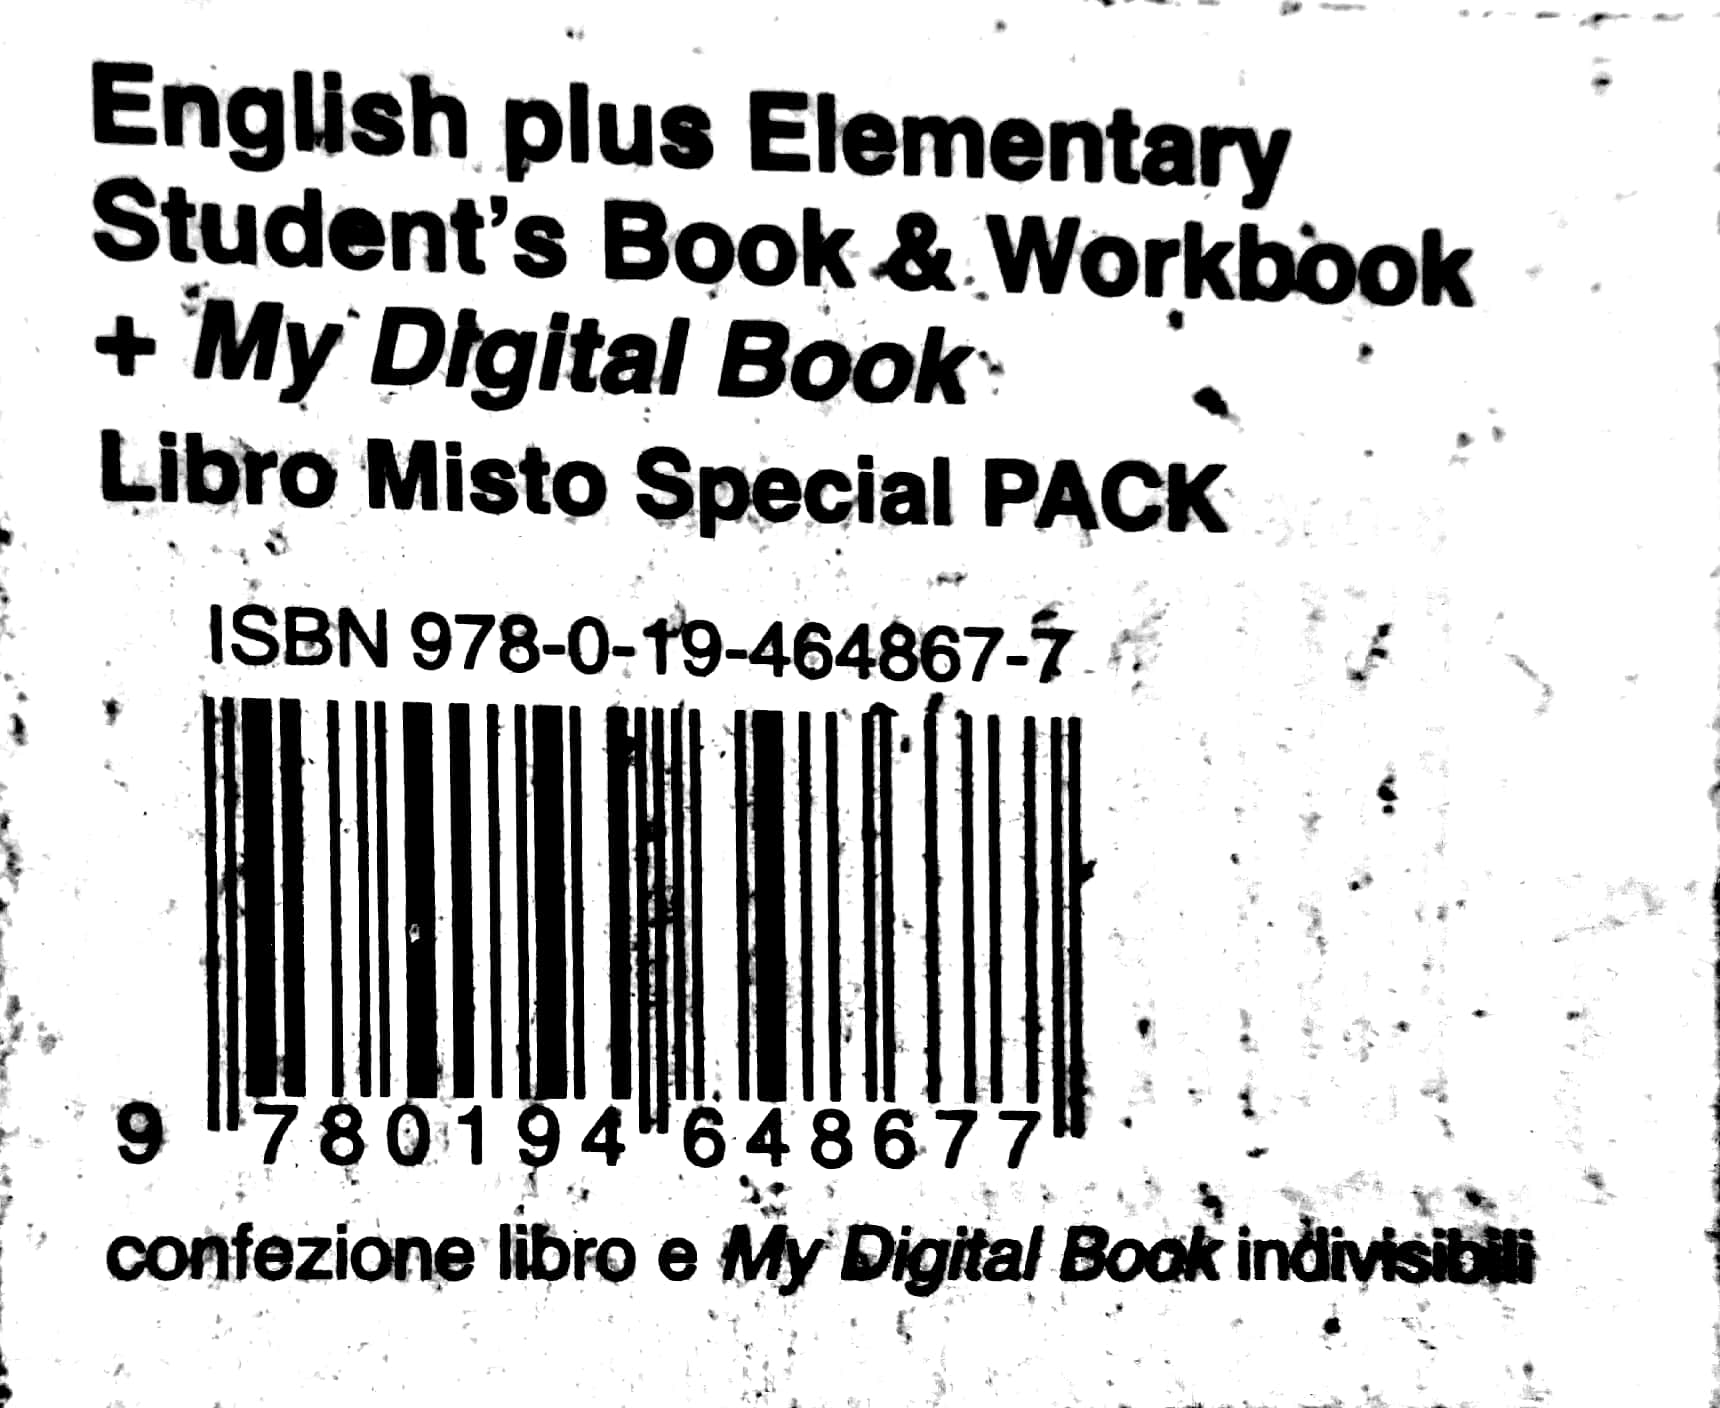 English plus Elementary
Student's Book & Workbook
+ My Digital Book
Libro Misto Special PACK
ISBN 978-0-19-464867-7
9 780194 648677
confezione libro e My Digital Book indivisibili